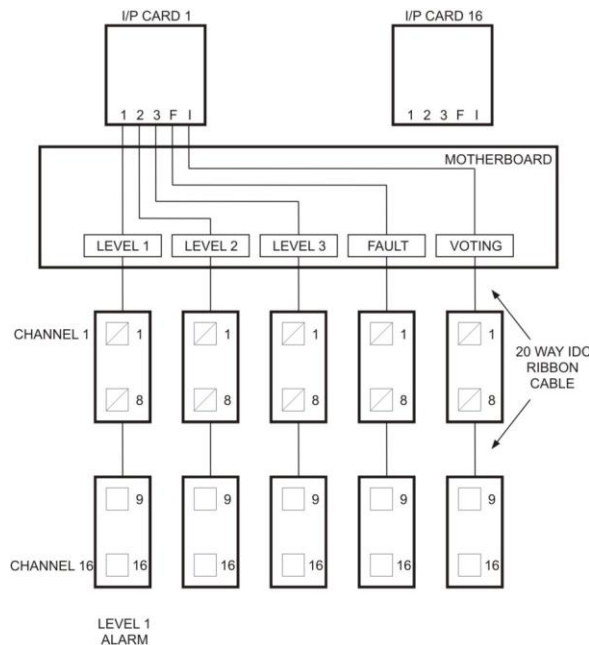 I/P CARD 1
I/P CARD 16
1 2 3 F I
1 2 3 F I
MOTHERBOARD
LEVEL 1
LEVEL 2
LEVEL 3
FAULT
VOTING
CHANNEL 1
1
1
1
1
1
20 WAY IDC
RIBBON
CABLE
8
8
8
8
8
9
9
9
9
9
CHANNEL 16
16
16
16
16
16
LEVEL 1
ALARM